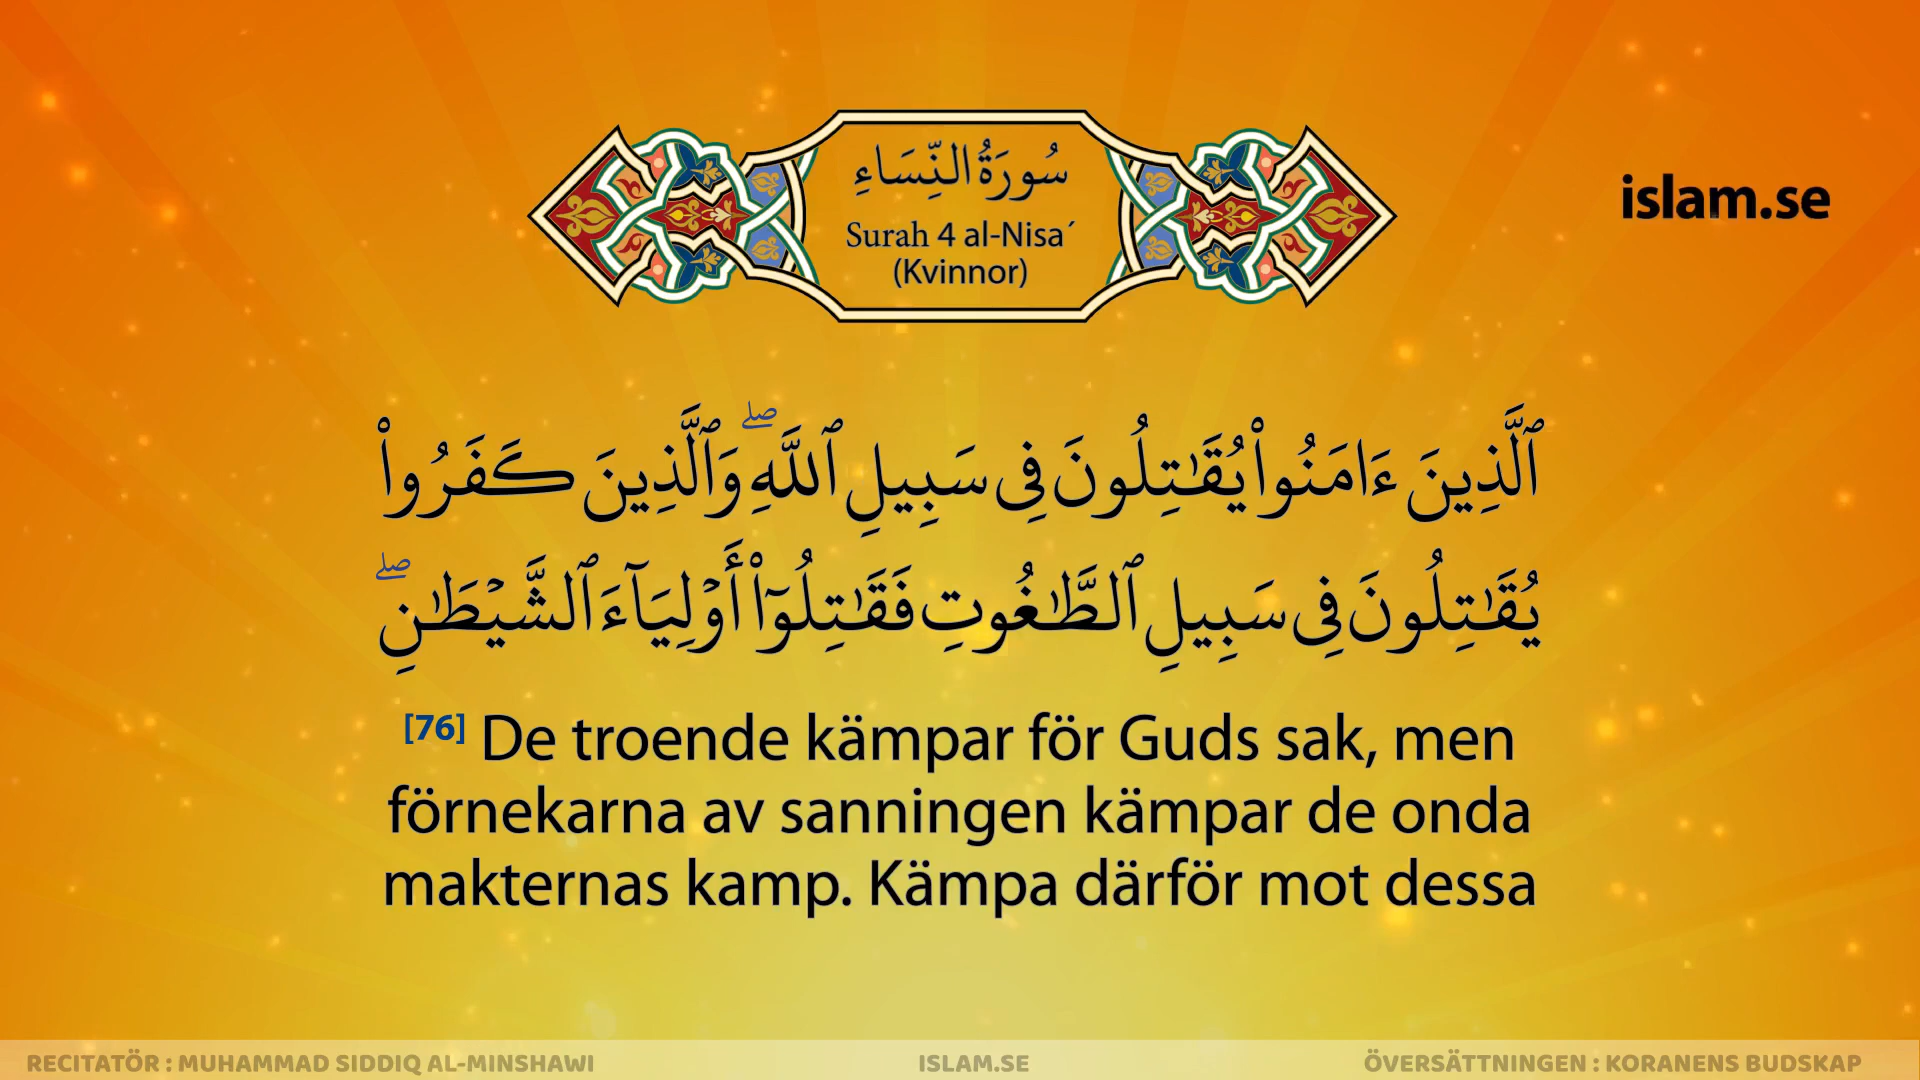 سُورَةُ النِّسَاءِ
Surah 4 al-Nisa´
(Kvinnor)
islam.se
ٱلَّذِينَ ءَامَنُوا۟ يُقَـٰتِلُونَ فِى سَبِيلِ ٱللَّهِ ۖ وَٱلَّذِينَ كَفَرُوا۟
يُقَـٰتِلُونَ فِى سَبِيلِ ٱلطَّـٰغُوتِ فَقَـٰتِلُوٓا۟ أَوْلِيَآءَ ٱلشَّيْطَـٰنِ ۖ
[76] De troende kämpar för Guds sak, men
förnekarna av sanningen kämpar de onda
makternas kamp. Kämpa därför mot dessa
RECITATÖR : MUHAMMAD SIDDIQ AL-MINSHAWI
ISLAM.SE
ÖVERSÄTTNINGEN : KORANENS BUDSKAP